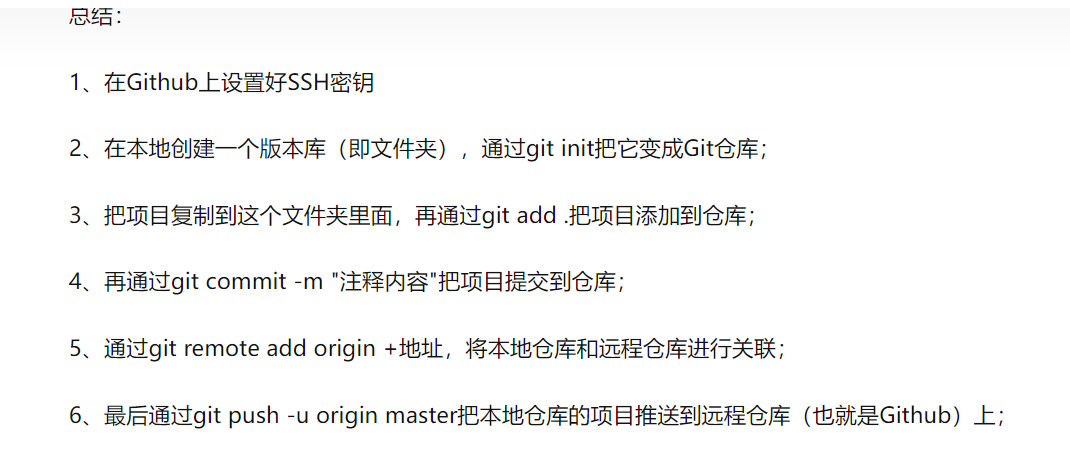 总结：
1、在Github上设置好SSH密钥
2、在本地创建一个版本库（即文件夹），通过git init把它变成Git仓库；
3、把项目复制到这个文件夹里面，再通过git add .把项目添加到仓库；
4、再通过git commit -m "注释内容"把项目提交到仓库；
5、通过git remote add origin +地址，将本地仓库和远程仓库进行关联；
6、最后通过git push -u origin master把本地仓库的项目推送到远程仓库（也就是Github）上；